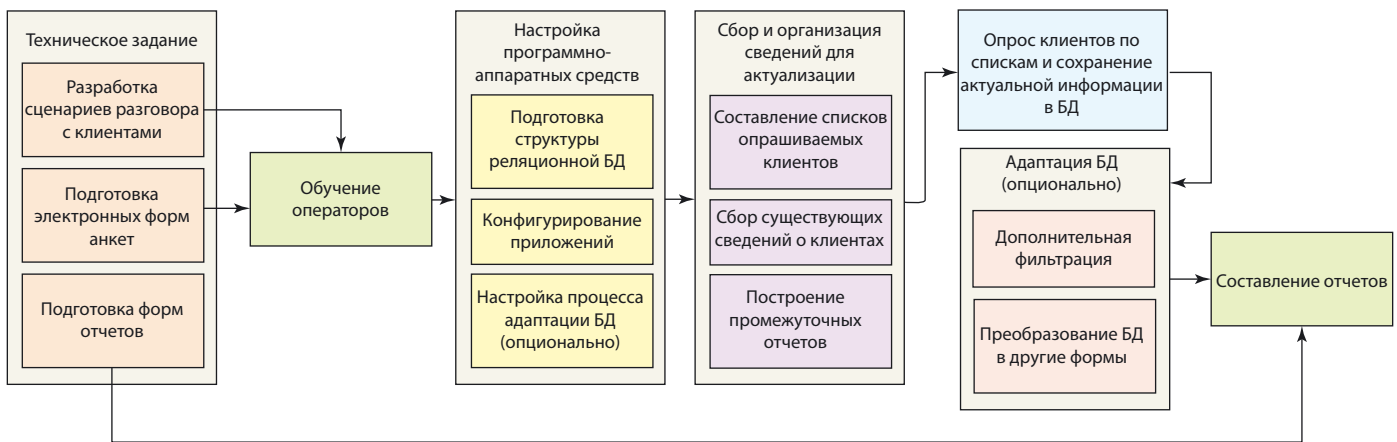 Техническое задание
Разработка
сценариев разговора
с клиентами
Подготовка
электронных форм
анкет
Подготовка форм
отчетов
Обучение
операторов
Настройка
программно-
аппаратных средств
Подготовка
структуры
реляционной БД
Конфигурирование
приложений
Настройка процесса
адаптации БД
(опционально)
Сбор и организация
сведений для
актуализации
Составление списков
опрашиваемых
клиентов
Сбор существующих
сведений о клиентах
Построение
промежуточных
отчетов
Опрос клиентов по
спискам и сохранение
актуальной информации
в БД
Адаптация БД
(опционально)
Дополнительная
фильтрация
Преобразование БД
в другие формы
Составление отчетов